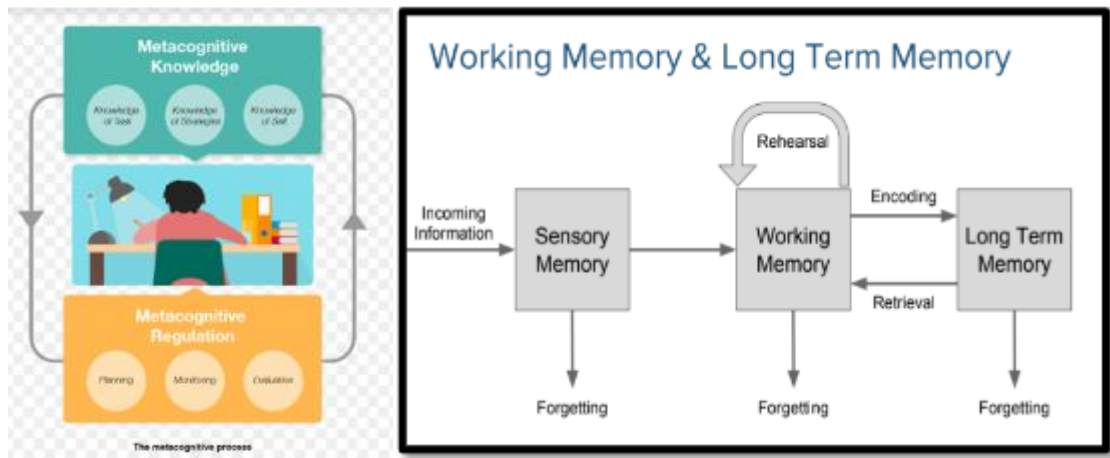 Metacognitive
Knowledge
Knowledge
of Task
Knowledge
of Strategies
Knowledge
of Self
Metacognitive
Regulation
Planning
Monitoring
Evaluation
The metacognitive process
Working Memory & Long Term Memory
Rehearsal
Incoming
Information
Sensory
Memory
Working
Memory
Encoding
Long Term
Memory
Retrieval
Forgetting
Forgetting
Forgetting